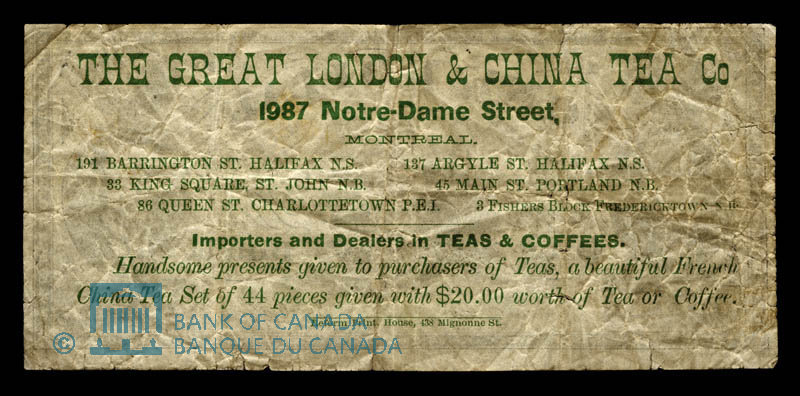 THE GREAT LONDON & CHINA TEA Co
1987 Notre-Dame Street,
MONTREAL.
191 BARRINGTON ST. HALIFAX N.S. 137 ARGYLE ST. HALIFAX N.S.
33 KING SQUARE, ST. JOHN N.B. 45 MAIN ST. PORTLAND N.B.
86 QUEEN ST. CHARLOTTETOWN P.E.I. 3 FISHERS BLOCK FREDERICKTOWN N.B.
Importers and Dealers in TEAS & COFFEES.
Handsome presents given to purchasers of Teas, a beautiful French
China Tea Set of 44 pieces given with $20.00 worth of Tea or Coffee.
Reform Print. House, 438 Mignonne St.
© BANK OF CANADA
BANQUE DU CANADA